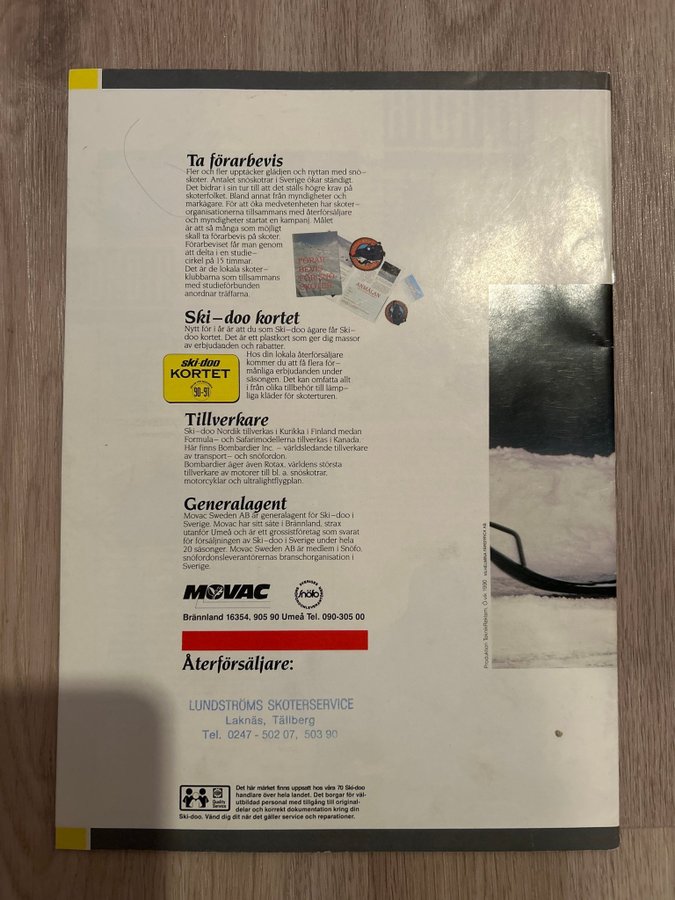 Ta förarbevis
Fler och fler upptäcker glädjen och nyttan med snö-
skoter. Antalet snöskotrar i Sverige ökar ständigt.
Det bidrar i sin tur till att det ställs högre krav på
skoterfolket. Bland annat från myndigheter och
markägare. För att öka medvetenheten har skoter-
organisationerna tillsammans med återförsäljare
och myndigheter startat en kampanj. Målet
är att så många som möjligt
skall ta förarbevis på skoter.
Förarbeviset får man genom
att delta i en studie-
cirkel på 15 timmar.
Det är de lokala skoter-
klubbarna som tillsammans
med studieförbunden
anordnar träffarna.
FÖRAR
BEVIS
FÖR SNÖ
SKOTER
ANMÄLAN
Ski-doo kortet
Nytt för i år är att du som Ski-doo ägare får Ski-
doo kortet. Det är ett plastkort som ger dig massor
av erbjudanden och rabatter.
Hos din lokala återförsäljare
kommer du att få flera för-
månliga erbjudanden under
säsongen. Det kan omfatta allt
i från olika tillbehör till lämp-
liga kläder för skoterturen.
ski-doo
KORTET
90-91
Tillverkare
Ski-doo Nordik tillverkas i Kurikka i Finland medan
Formula- och Safarimodellerna tillverkas i Kanada.
Här finns Bombardier Inc. - världsledande tillverkare
av transport- och snöfordon.
Bombardier äger även Rotax, världens största
tillverkare av motorer till bl. a. snöskotrar,
motorcyklar och ultralightflygplan.
Generalagent
Movac Sweden AB är generalagent för Ski-doo i
Sverige. Movac har sitt säte i Brännland, strax
utanför Umeå och är ett grossistföretag som svarat
för försäljningen av Ski-doo i Sverige under hela
20 säsonger. Movac Sweden AB är medlem i Snöfo,
snöfordonsleverantörernas branschorganisation i
Sverige.
MOVAC
Snöfo
Brännland 16354, 905 90 Umeå Tel. 090-305 00
Återförsäljare:
LUNDSTRÖMS SKOTERSERVICE
Laknäs, Tällberg
Tel. 0247 - 502 07, 503 90
Quality
Service
Det här märket finns uppsatt hos våra 70 Ski-doo
handlare över hela landet. Det borgar för väl-
utbildad personal med tillgång till original-
delar och korrekt dokumentation kring din
Ski-doo. Vänd dig dit när det gäller service och reparationer.
Produktion TeknikReklam, Ö-vik 1990